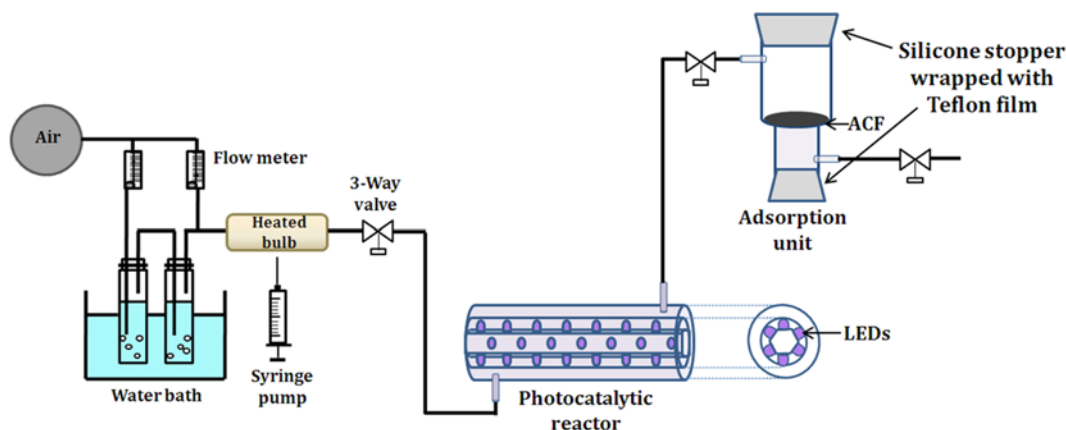 Air
Flow meter
3-Way
valve
Heated
bulb
Syringe
pump
Water bath
Photocatalytic
reactor
LEDs
Silicone stopper
wrapped with
Teflon film
ACF
Adsorption
unit